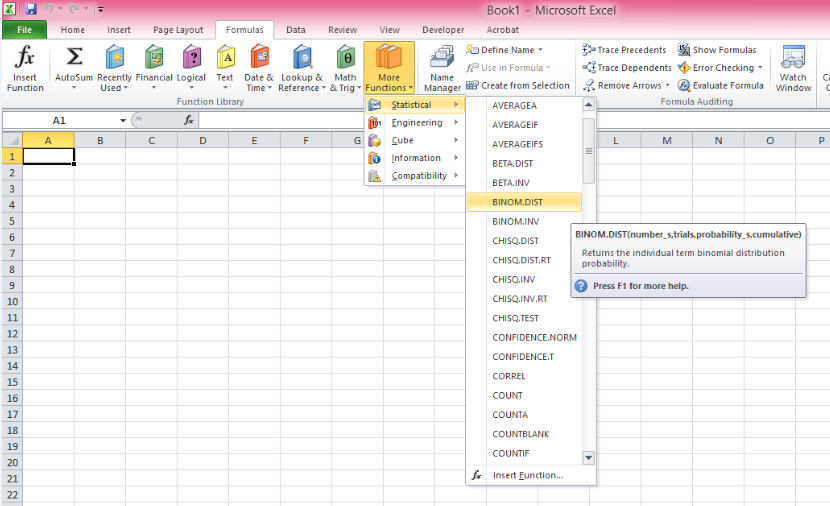 Book1 - Microsoft Excel
File Home Insert Page Layout Formulas Data Review View Developer Acrobat
Insert Function
AutoSum
Recently Used
Financial
Logical
Text
Date & Time
Lookup & Reference
Math & Trig
More Functions
Name Manager
Define Name
Use in Formula
Create from Selection
Trace Precedents
Trace Dependents
Remove Arrows
Show Formulas
Error Checking
Evaluate Formula
Watch Window
Function Library
Formula Auditing
A1
fx
A B C D E F G L M N O P
Statistical
Engineering
Cube
Information
Compatibility
AVERAGEA
AVERAGEIF
AVERAGEIFS
BETA.DIST
BETA.INV
BINOM.DIST
BINOM.INV
CHISQ.DIST
CHISQ.DIST.RT
CHISQ.INV
CHISQ.INV.RT
CHISQ.TEST
CONFIDENCE.NORM
CONFIDENCE.T
CORREL
COUNT
COUNTA
COUNTBLANK
COUNTIF
fx Insert Function...
BINOM.DIST(number_s,trials,probability_s,cumulative)
Returns the individual term binomial distribution
probability.
Press F1 for more help.
1
2
3
4
5
6
7
8
9
10
11
12
13
14
15
16
17
18
19
20
21
22